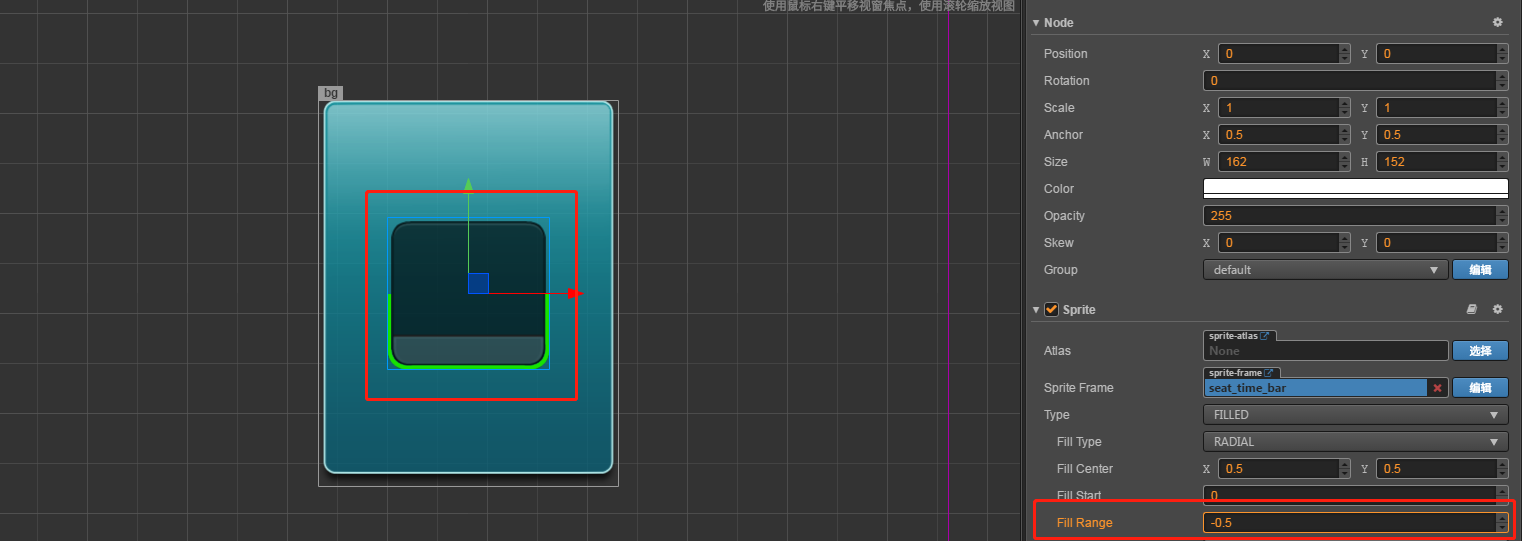 使用鼠标右键平移视窗焦点，使用滚轮缩放视图
bg
Node
Position X 0 Y 0
Rotation 0
Scale X 1 Y 1
Anchor X 0.5 Y 0.5
Size W 162 H 152
Color
Opacity 255
Skew X 0 Y 0
Group default 编辑
Sprite
sprite-atlas
Atlas None 选择
sprite-frame
Sprite Frame seat_time_bar 编辑
Type FILLED
Fill Type RADIAL
Fill Center X 0.5 Y 0.5
Fill Start 0
Fill Range -0.5